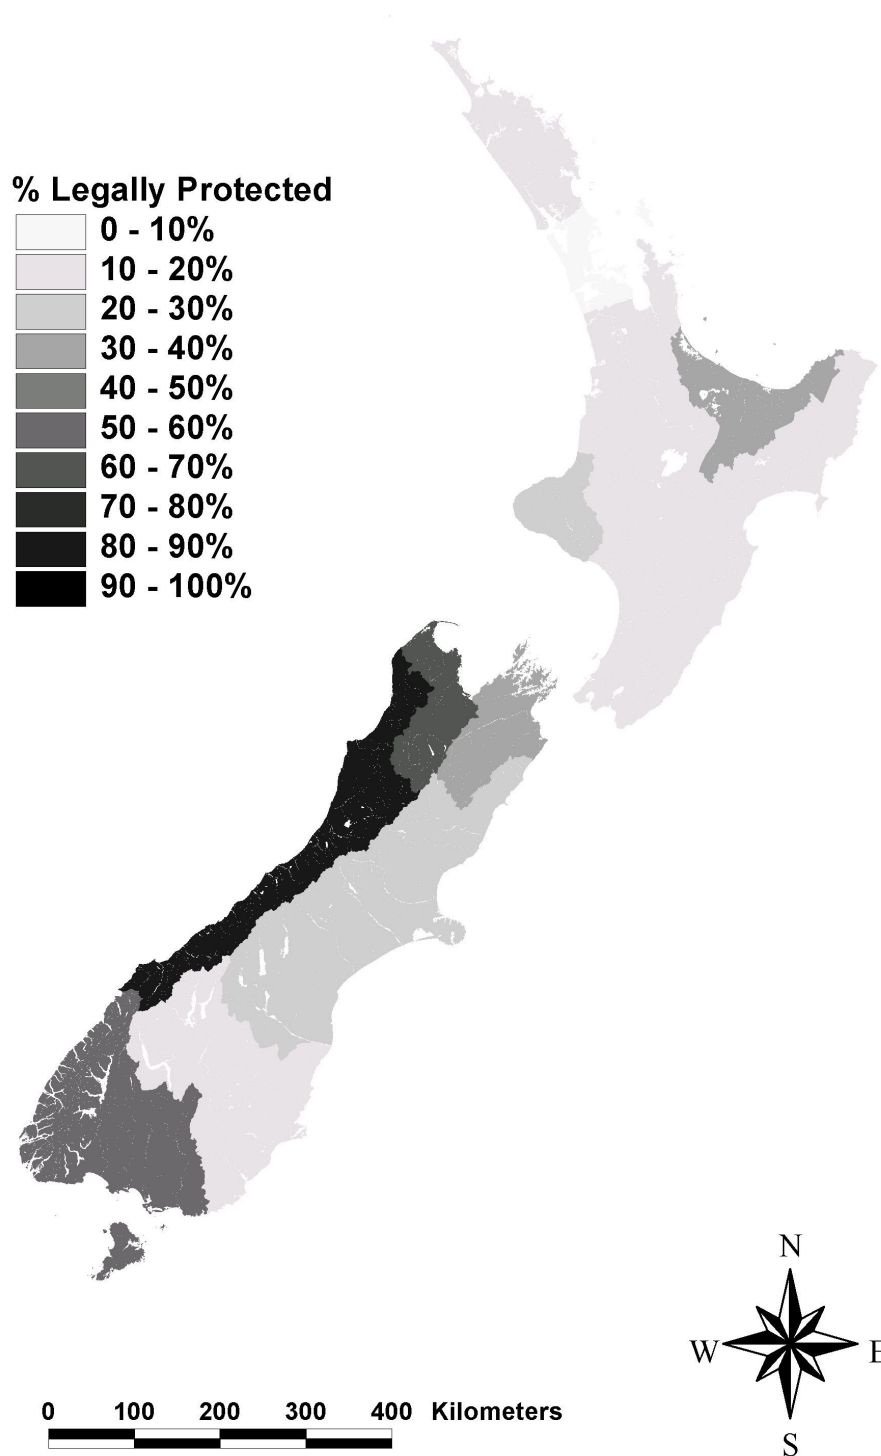 % Legally Protected
0 - 10%
10 - 20%
20 - 30%
30 - 40%
40 - 50%
50 - 60%
60 - 70%
70 - 80%
80 - 90%
90 - 100%
N
W E
S
0 100 200 300 400 Kilometers